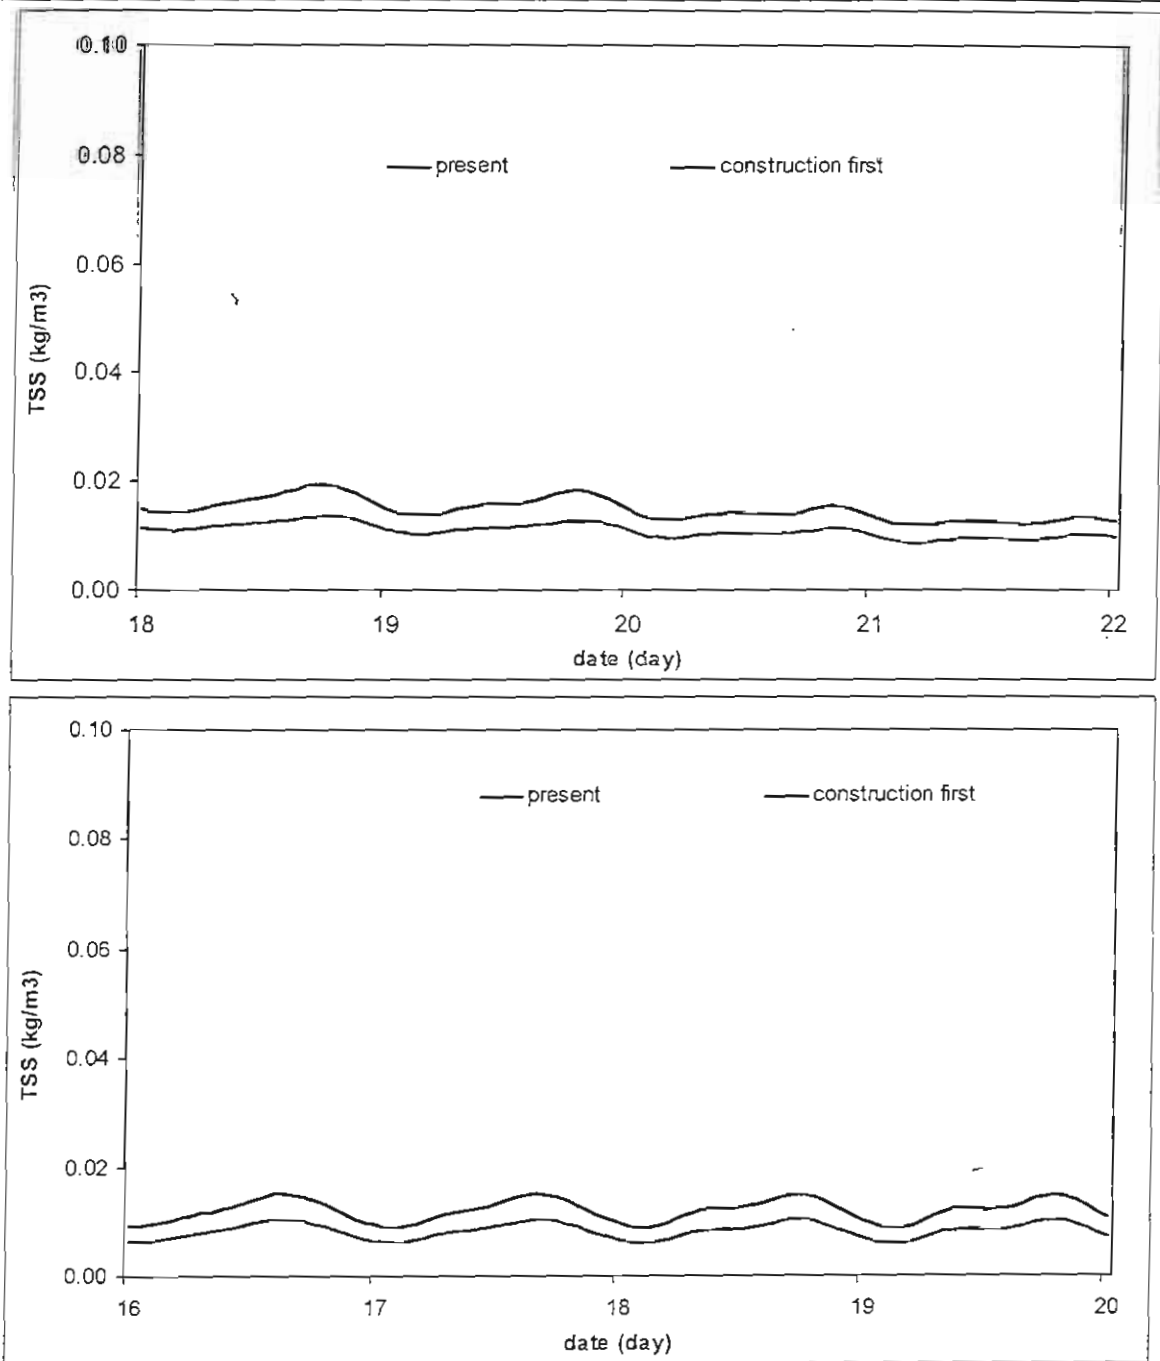 0.10
0.08
present construction first
0.06
TSS (kg/m3)
0.04
0.02
0.00
18 19 20 21 22
date (day)
0.10
present construction first
0.08
0.06
TSS (kg/m3)
0.04
0.02
0.00
16 17 18 19 20
date (day)